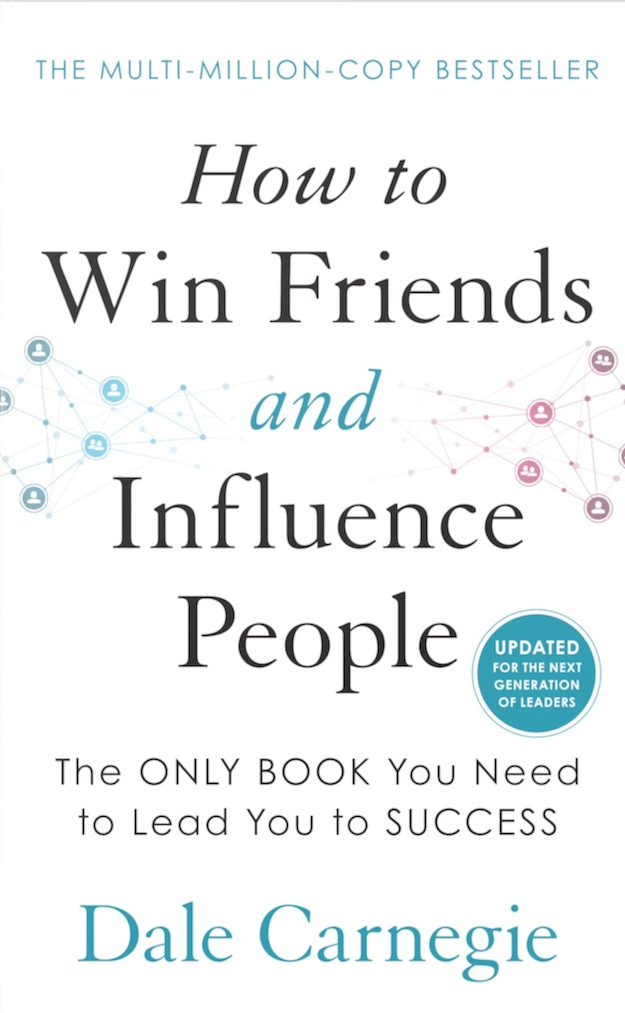 THE MULTI-MILLION-COPY BESTSELLER
How to
Win Friends
and
Influence
People
UPDATED
FOR THE NEXT
GENERATION
OF LEADERS
The ONLY BOOK You Need
to Lead You to SUCCESS
Dale Carnegie